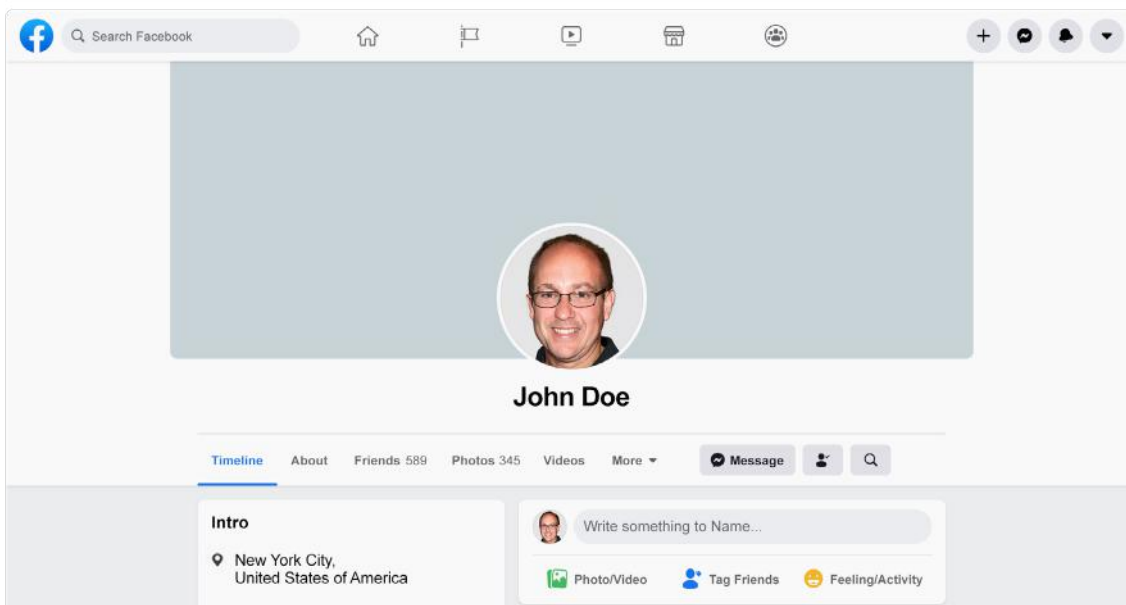 Search Facebook
John Doe
Timeline About Friends 589 Photos 345 Videos More Message
Intro
New York City,
United States of America
Write something to Name...
Photo/Video Tag Friends Feeling/Activity